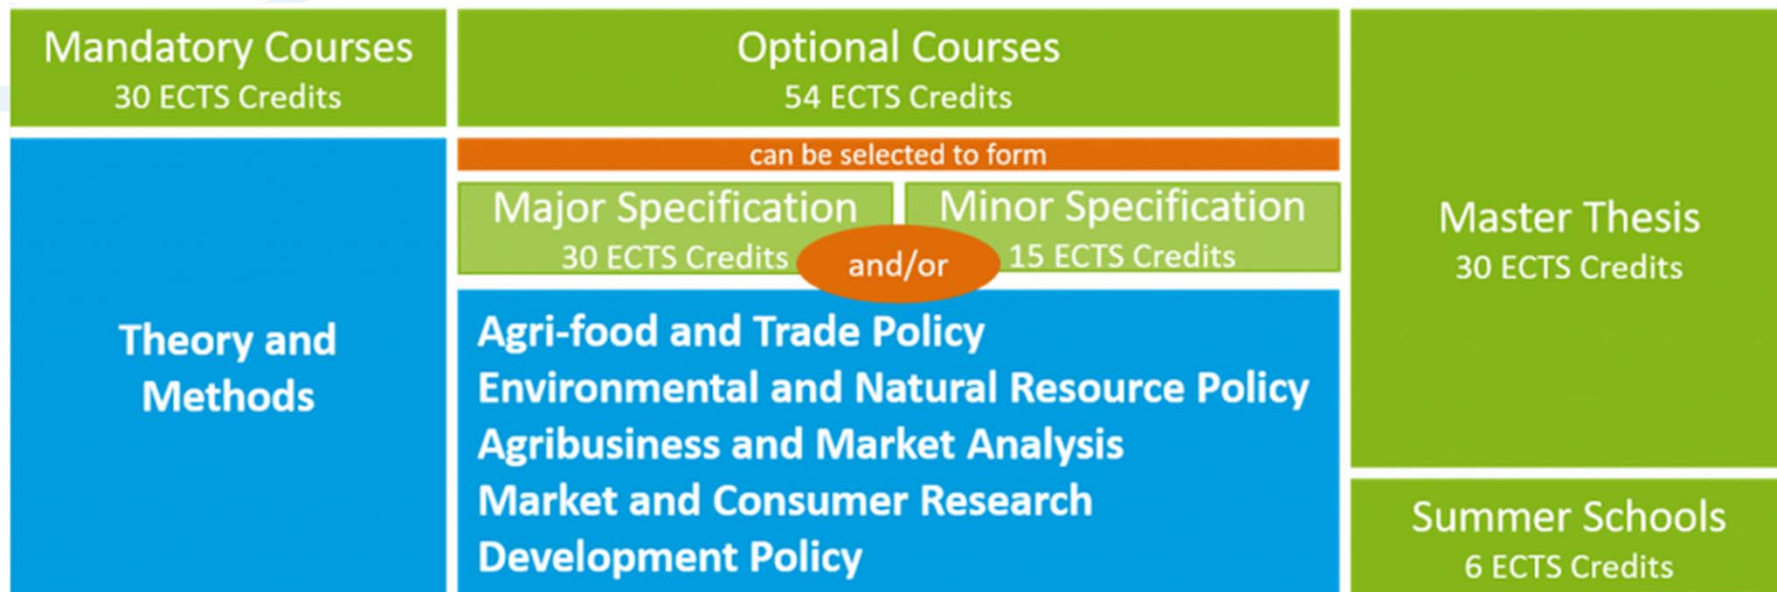 Mandatory Courses
30 ECTS Credits
Optional Courses
54 ECTS Credits
can be selected to form
Major Specification
30 ECTS Credits
and/or
Minor Specification
15 ECTS Credits
Theory and
Methods
Agri-food and Trade Policy
Environmental and Natural Resource Policy
Agribusiness and Market Analysis
Market and Consumer Research
Development Policy
Master Thesis
30 ECTS Credits
Summer Schools
6 ECTS Credits